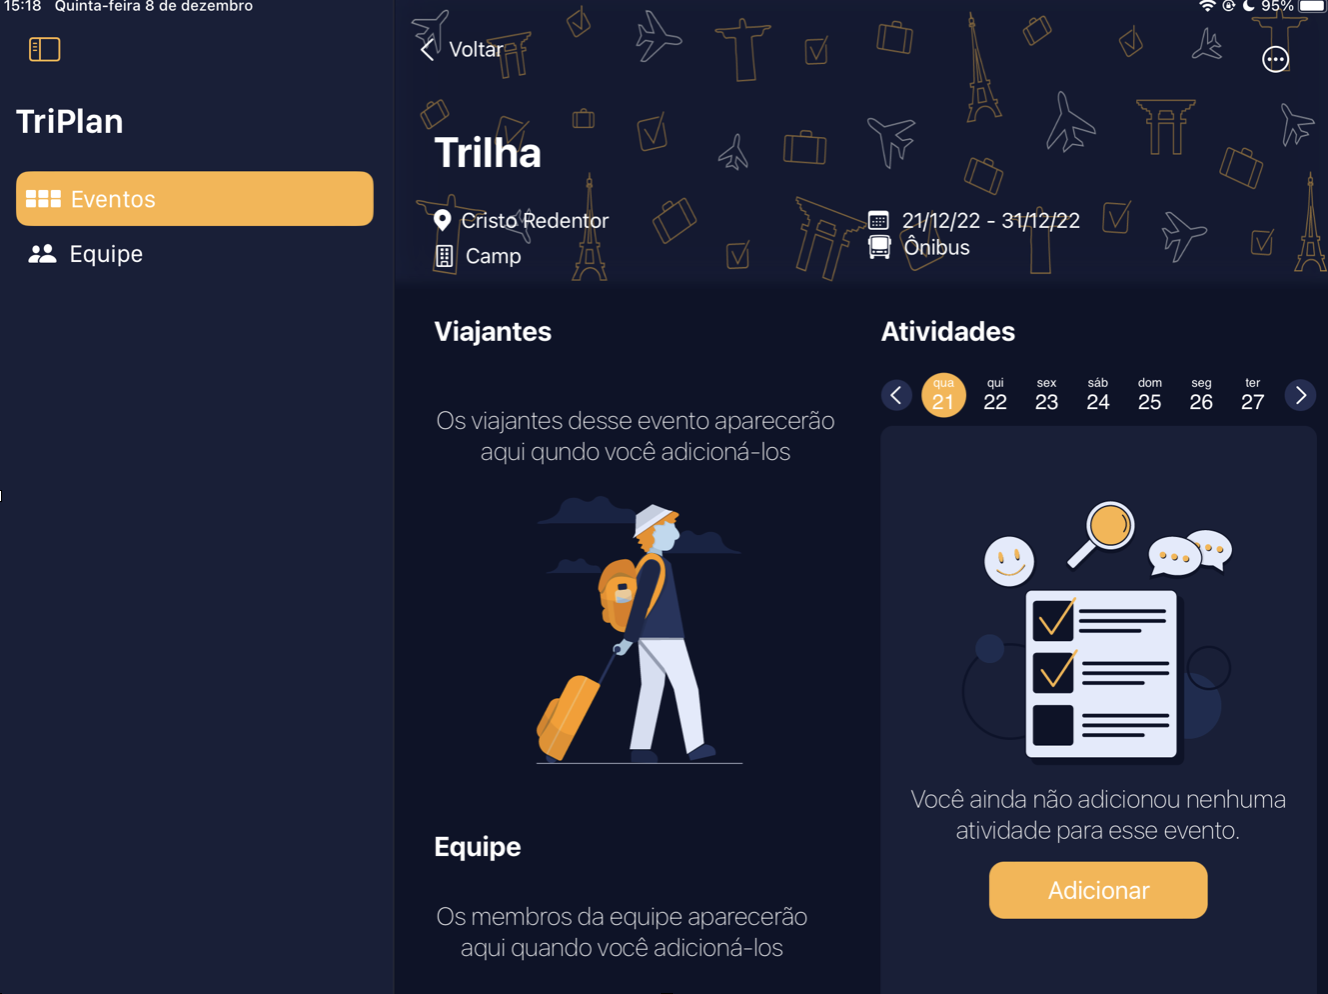 15:18 Quinta-feira 8 de dezembro
95%
TriPlan
Eventos
Equipe
Voltar
Trilha
Cristo Redentor
Camp
21/12/22 - 31/12/22
Ônibus
Viajantes
Os viajantes desse evento aparecerão
aqui qundo você adicioná-los
Equipe
Os membros da equipe aparecerão
aqui quando você adicioná-los
Atividades
qua qui sex sáb dom seg ter
21 22 23 24 25 26 27
Você ainda não adicionou nenhuma
atividade para esse evento.
Adicionar